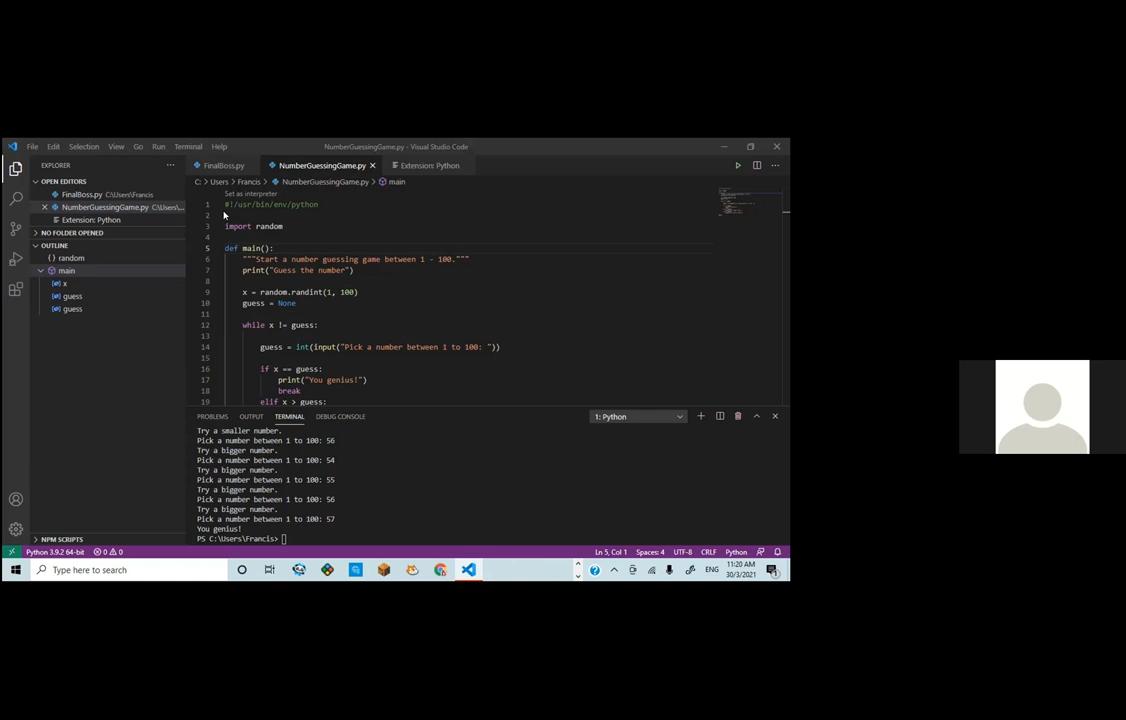 File Edit Selection View Go Run Terminal Help
NumberGuessingGame.py - Visual Studio Code
EXPLORER
FinalBoss.py
NumberGuessingGame.py
Extension: Python
OPEN EDITORS
FinalBoss.py C:\Users\Francis
NumberGuessingGame.py C:\Users\...
Extension: Python
NO FOLDER OPENED
OUTLINE
random
main
x
guess
guess
NPM SCRIPTS
C: > Users > Francis > NumberGuessingGame.py > main
Set as interpreter
1 #!/usr/bin/env/python
2
3 import random
4
5 def main():
6 """Start a number guessing game between 1 - 100."""
7 print("Guess the number")
8
9 x = random.randint(1, 100)
10 guess = None
11
12 while x != guess:
13
14 guess = int(input("Pick a number between 1 to 100: "))
15
16 if x == guess:
17 print("You genius!")
18 break
19 elif x > guess:
PROBLEMS OUTPUT TERMINAL DEBUG CONSOLE
1: Python
Try a smaller number.
Pick a number between 1 to 100: 56
Try a bigger number.
Pick a number between 1 to 100: 54
Try a bigger number.
Pick a number between 1 to 100: 55
Try a bigger number.
Pick a number between 1 to 100: 56
Try a bigger number.
Pick a number between 1 to 100: 57
You genius!
PS C:\Users\Francis>
Python 3.9.2 64-bit 0 0
Ln 5, Col 1 Spaces: 4 UTF-8 CRLF Python
Type here to search
ENG
11:20 AM
30/3/2021
1